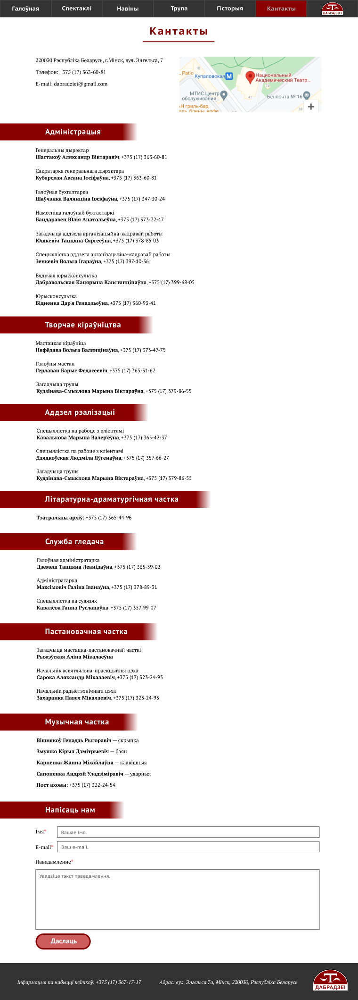 Галоўная Спектаклі Навіны Трупа Гісторыя Кантакты ДАБРАДЗЕІ
Кантакты
220030 Рэспубліка Беларусь, г.Мінск, вул. Энгельса, 7
Тэлефон: +375 (17) 363-60-81
E-mail: dabradziej@gmail.com
10
Patio
Купаловская М
Национальный
Академический Театр...
7а
МТИС Центр
обслуживания...
41
Белпочта № 16
АН гриль-бар,
ель, блины, кофе
38
+
Адміністрацыя
Генеральны дырэктар
Шастакоў Аляксандр Віктаравіч, +375 (17) 363-60-81
Сакратарка генеральнага дырэктара
Кубарская Аксана Іосіфаўна, +375 (17) 363-60-81
Галоўная бухгалтарка
Шаўчэнка Валянціна Іосіфаўна, +375 (17) 347-30-24
Намесніца галоўнай бухгалтаркі
Бандаравец Юлія Анатольеўна, +375 (17) 373-72-47
Загадчыца аддзела арганізацыйна-кадравай работы
Юшкевіч Таццяна Сяргееўна, +375 (17) 378-85-03
Спецыялістка аддзела арганізацыйна-кадравай работы
Зенкевіч Вольга Ігараўна, +375 (17) 397-10-36
Вядучая юрысконсультка
Дабравольская Кацярына Канстанцінаўна, +375 (17) 399-68-05
Юрысконсультка
Бідненка Дар'я Генадзьеўна, +375 (17) 360-93-41
Творчае кіраўніцтва
Мастацкая кіраўніца
Няфёдава Вольга Валянцінаўна, +375 (17) 373-47-75
Галоўны мастак
Герлаван Барыс Федасеевіч, +375 (17) 365-31-62
Загадчыца трупы
Кудзінава-Смыслова Марына Віктараўна, +375 (17) 379-86-55
Аддзел рэалізацыі
Спецыялістка па рабоце з кліентамі
Кавалькова Марына Валер'еўна, +375 (17) 365-42-37
Спецыялістка па рабоце з кліентамі
Дзядкоўская Людміла Яўгенаўна, +375 (17) 357-66-27
Загадчыца трупы
Кудзінава-Смыслова Марына Віктараўна, +375 (17) 379-86-55
Літаратурна-драматургічная частка
Тэатральны архіў: +375 (17) 365-44-96
Служба гледача
Галоўная адміністратарка
Дземеш Таццяна Леанідаўна, +375 (17) 365-39-02
Адміністратарка
Максімовіч Галіна Іванаўна, +375 (17) 378-89-31
Спецыялістка па сувязях
Кавалёва Ганна Русланаўна, +375 (17) 357-99-07
Пастановачная частка
Загадчыца мастацка-пастановачнай часткі
Рыжэўская Аліна Мікалаеўна
Начальнік асвятляльна-праекцыйны цэха
Сарока Аляксандр Мікалаевіч, +375 (17) 323-24-93
Начальнік радыётэхнічнага цэха
Захаранка Павел Мікалаевіч, +375 (17) 323-24-93
Музычная частка
Вішнякоў Генадзь Рыгоравіч — скрыпка
Змушко Кірыл Дзмітрыевіч — баян
Карпенка Жанна Міхайлаўна — клавішныя
Сапоненка Андрэй Уладзіміравіч — ударныя
Пост аховы: +375 (17) 322-24-54
Напісаць нам
Імя* Вашае імя.
E-mail* Ваш e-mail.
Паведамленне*
Увядзіце тэкст паведамлення.
Даслаць
Інфармацыя па набыцці квіткоў: +375 (17) 367-17-17 Адрас: вул. Энгельса 7а, Мінск, 220030, Рэспубліка Беларусь ДАБРАДЗЕІ